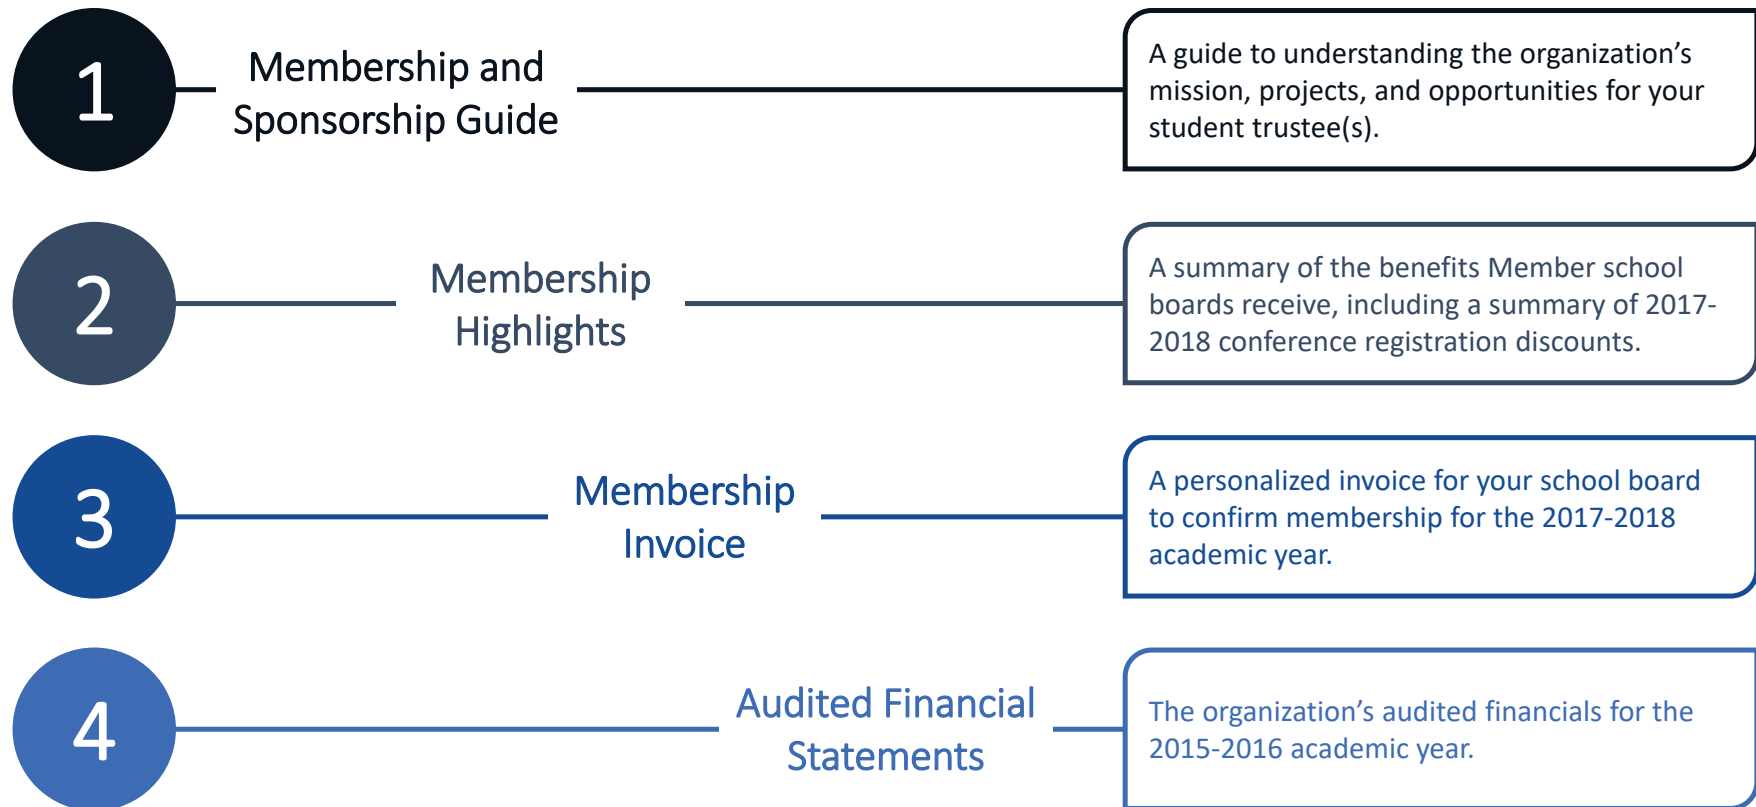 1
Membership and
Sponsorship Guide
A guide to understanding the organization’s
mission, projects, and opportunities for your
student trustee(s).
2
Membership
Highlights
A summary of the benefits Member school
boards receive, including a summary of 2017-
2018 conference registration discounts.
3
Membership
Invoice
A personalized invoice for your school board
to confirm membership for the 2017-2018
academic year.
4
Audited Financial
Statements
The organization’s audited financials for the
2015-2016 academic year.